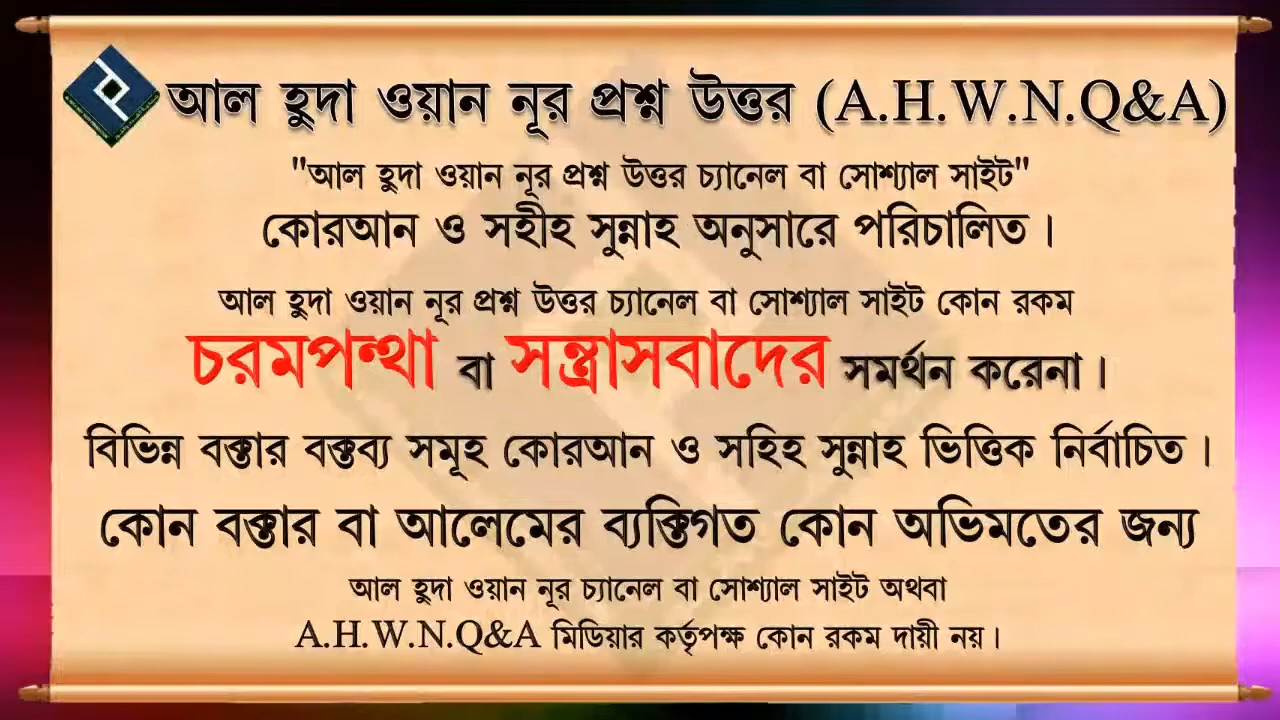 আল হুদা ওয়ান নূর প্রশ্ন উত্তর (A.H.W.N.Q&A)
"আল হুদা ওয়ান নূর প্রশ্ন উত্তর চ্যানেল বা সোশ্যাল সাইট"
কোরআন ও সহীহ সুন্নাহ অনুসারে পরিচালিত।
আল হুদা ওয়ান নূর প্রশ্ন উত্তর চ্যানেল বা সোশ্যাল সাইট কোন রকম
চরমপন্থা বা সন্ত্রাসবাদের সমর্থন করেনা।
বিভিন্ন বক্তার বক্তব্য সমূহ কোরআন ও সহিহ সুন্নাহ ভিত্তিক নির্বাচিত।
কোন বক্তার বা আলেমের ব্যক্তিগত কোন অভিমতের জন্য
আল হুদা ওয়ান নূর চ্যানেল বা সোশ্যাল সাইট অথবা
A.H.W.N.Q&A মিডিয়ার কর্তৃপক্ষ কোন রকম দায়ী নয়।